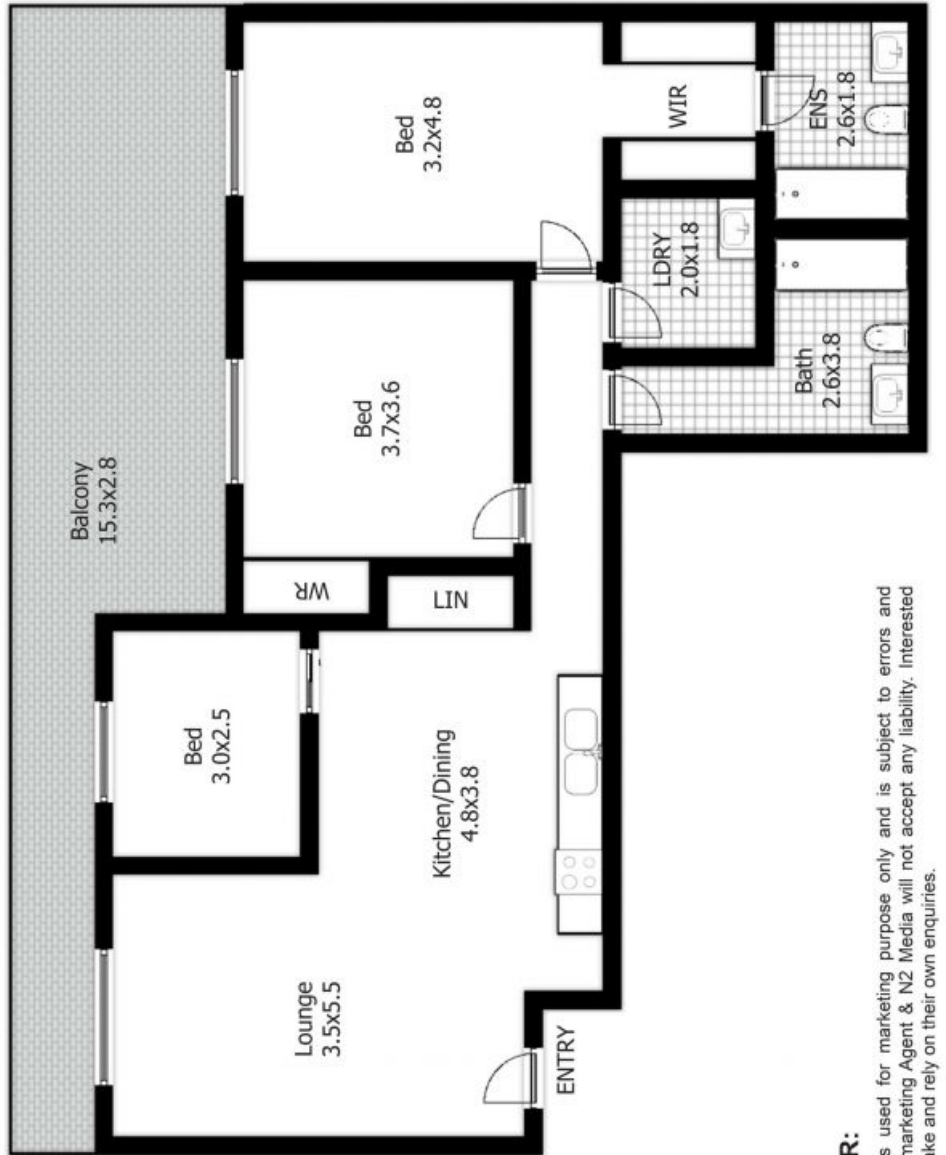 Balcony
15.3x2.8
Bed
3.0x2.5
Lounge
3.5x5.5
WR
Bed
3.7x3.6
Bed
3.2x4.8
Kitchen/Dining
4.8x3.8
LIN
ENTRY
LDRY
2.0x1.8
WIR
Bath
2.6x3.8
ENS
2.6x1.8
R:
s used for marketing purpose only and is subject to errors and
marketing Agent & N2 Media will not accept any liability. Interested
ake and rely on their own enquiries.